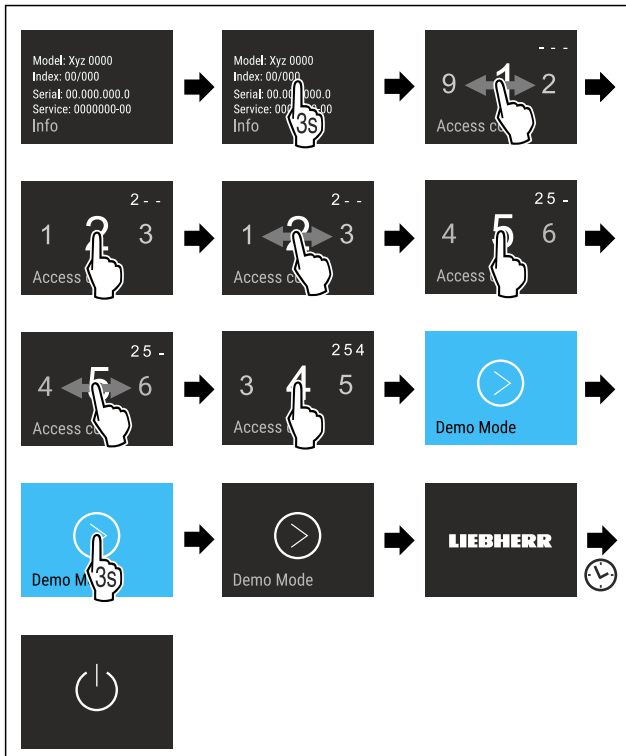 Model: Xyz 0000
Index: 00/000
Serial: 00.000.000.0
Service: 0000000-00
Info
Model: Xyz 0000
Index: 00/000
Serial: 00. .000.0
Service: 00 -00
Info
3s
- - -
9 1 2
Access
2 - -
1 2 3
Access
2 - -
1 2 3
Access
2 5 -
4 5 6
Access
2 5 -
4 5 6
Access
2 5 4
3 4 5
Access
Demo Mode
Demo M
3s
Demo Mode
LIEBHERR